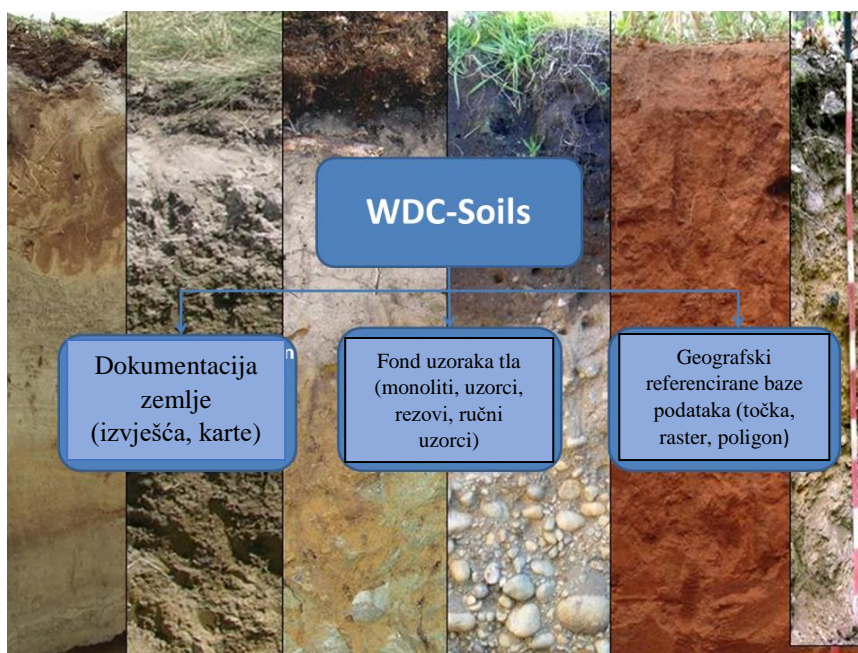 WDC-Soils
Dokumentacija
zemlje
(izvješća, karte)
n
Fond uzoraka tla
(monoliti, uzorci,
rezovi, ručni
uzorci)
Geografski
referencirane baze
podataka (točka,
raster, poligon)